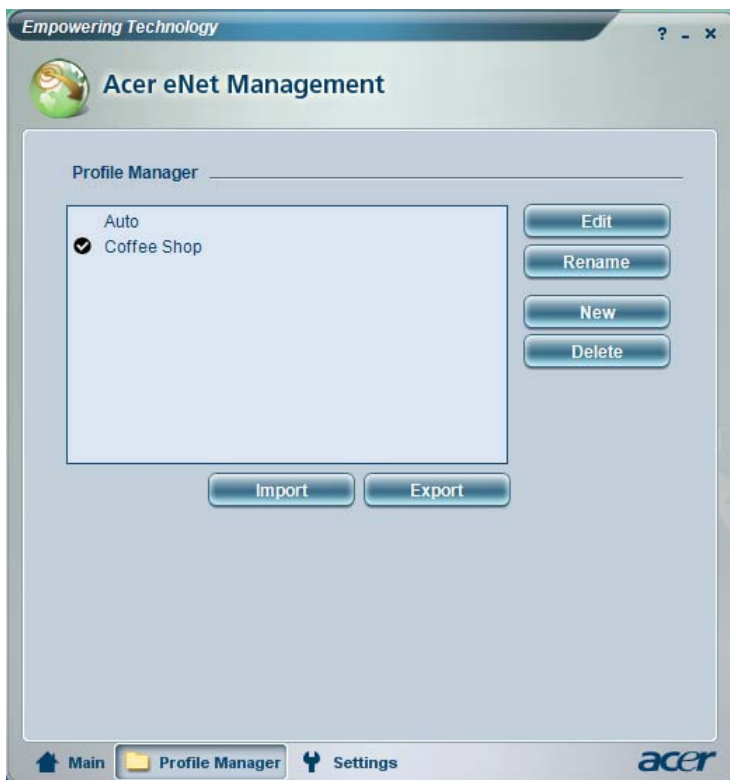 Empowering Technology
? - x
Acer eNet Management
Profile Manager
Auto
Coffee Shop
Edit
Rename
New
Delete
Import Export
Main Profile Manager Settings acer